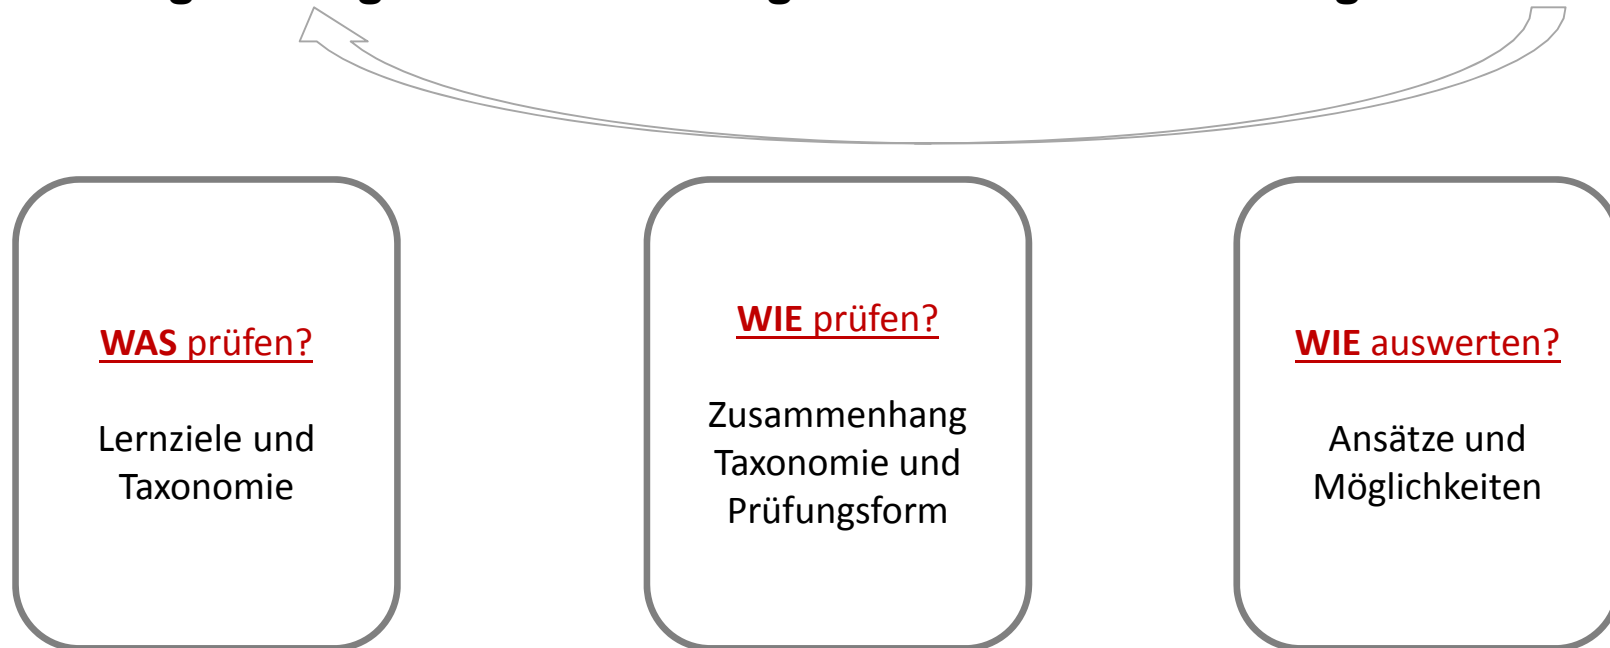 WAS prüfen?
Lernziele und
Taxonomie
WIE prüfen?
Zusammenhang
Taxonomie und
Prüfungsform
WIE auswerten?
Ansätze und
Möglichkeiten